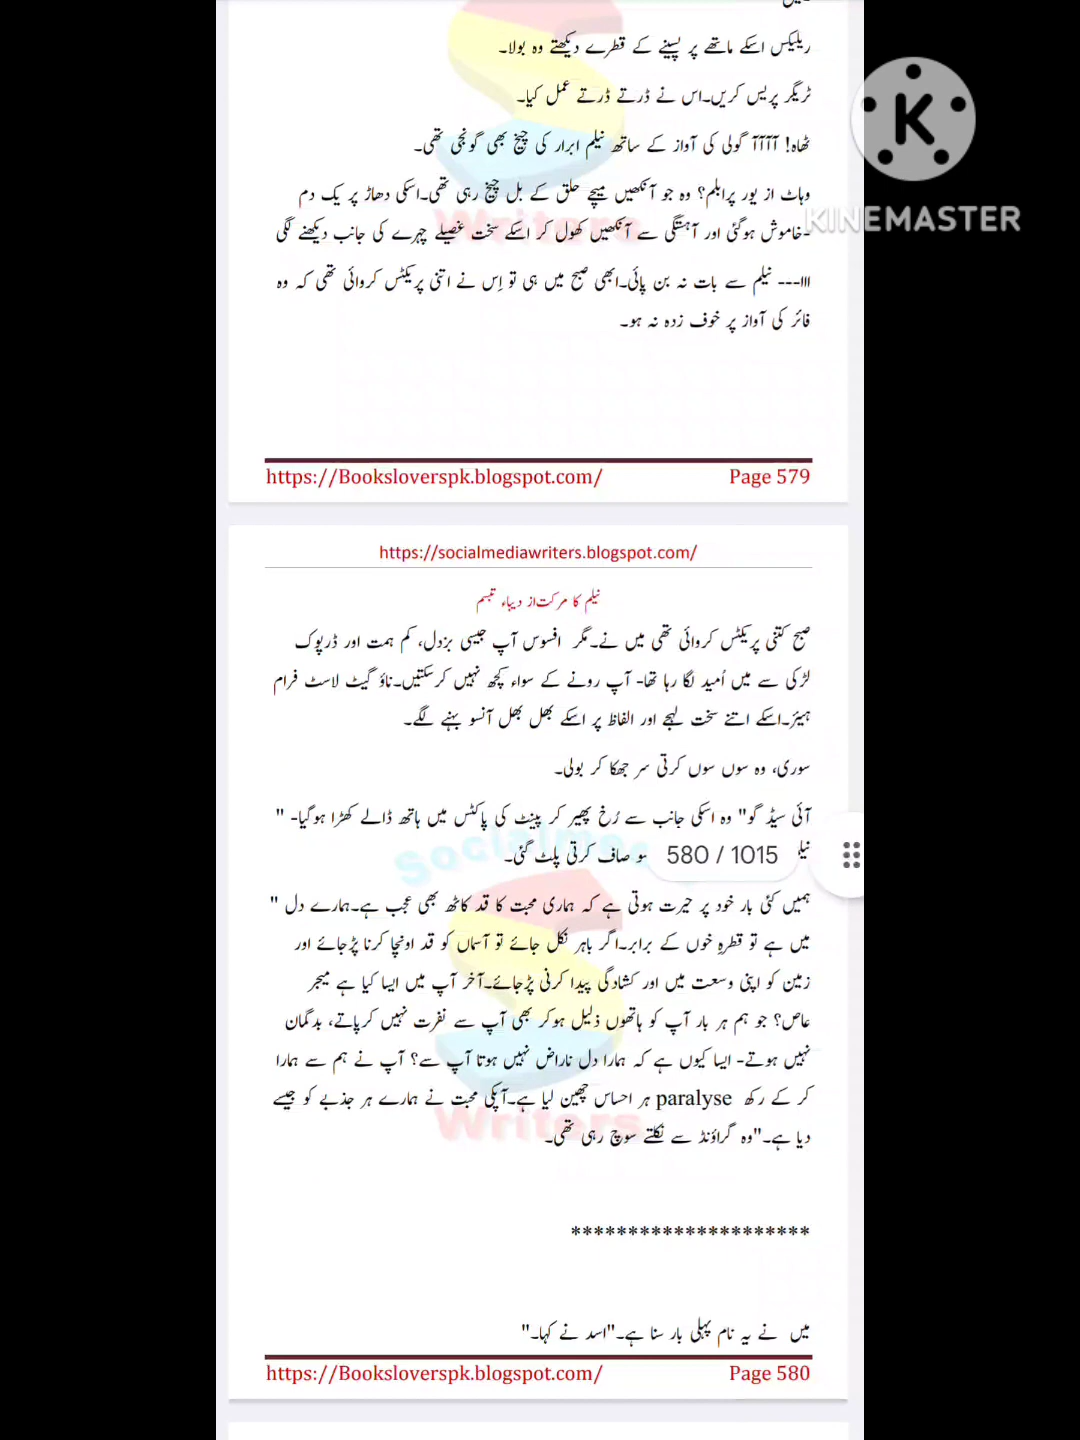 ریلیکس اسکے ماتھے پر پسینے کے قطرے دیکھتے وہ بولا۔
ٹریگر پریس کریں۔اس نے ڈرتے ڈرتے عمل کیا۔
ٹھاہ! آآآآآ گولی کی آواز کے ساتھ نیلم ابرار کی چیخ بھی گونجی تھی۔
وہاٹ از یور پرابلم؟ وہ جو آنکھیں میچے حلق کے بل چیخ رہی تھی۔اسکی دھاڑ پر یک دم
خاموش ہوگئی اور آہستگی سے آنکھیں کھول کر اسکے سخت غصیلے چہرے کی جانب دیکھنے لگی۔
KINEMASTER
ااا--- نیلم سے بات نہ بن پائی۔ابھی صبح میں ہی تو اِس نے اتنی پریکٹس کروائی تھی کہ وہ
فائر کی آواز پر خوف زدہ نہ ہو۔
https://Booksloverspk.blogspot.com/ Page 579
https://socialmediawriters.blogspot.com/
نیلم کا مرکت از دیباء تبسم
صبح کتنی پریکٹس کروائی تھی میں نے۔مگر افسوس آپ جیسی بزدل، کم ہمت اور ڈرپوک
لڑکی سے میں اُمید لگا رہا تھا- آپ رونے کے سواء کچھ نہیں کرسکتیں۔ناؤ گیٹ لاسٹ فرام
ہیئر۔اسکے اتنے سخت لہجے اور الفاظ پر اسکے بھل بھل آنسو بہنے لگے۔
سوری، وہ سوں سوں کرتی سر جھکا کر بولی۔
آئی سیڈ گو" وہ اسکی جانب سے رُخ پھیر کر پینٹ کی پاکٹس میں ہاتھ ڈالے کھڑا ہوگیا- "
صاف کرتی پلٹ گئی۔
580 / 1015
ہمیں کئی بار خود پر حیرت ہوتی ہے کہ ہماری محبت کا قد کاٹھ بھی عجب ہے۔ہمارے دل "
میں ہے تو قطرہِ خوں کے برابر۔اگر باہر نکل جائے تو آسماں کو قد اونچا کرنا پڑجائے اور
زمین کو اپنی وسعت میں اور کشادگی پیدا کرنی پڑجائے۔آخر آپ میں ایسا کیا ہے میجر
عاص؟ جو ہم ہر بار آپ کو ہاتھوں ذلیل ہوکر بھی آپ سے نفرت نہیں کرپاتے، بدگمان
نہیں ہوتے- ایسا کیوں ہے کہ ہمارا دل ناراض نہیں ہوتا آپ سے؟ آپ نے ہم سے ہمارا
ہر احساس چھین لیا ہے۔آپکی محبت نے ہمارے ہر جذبے کو جیسے paralyse کر کے رکھ
دیا ہے۔"وہ گراؤنڈ سے نکلتے سوچ رہی تھی۔
*********************
میں نے یہ نام پہلی بار سنا ہے۔"اسد نے کہا۔"
Social
Writers
https://Booksloverspk.blogspot.com/ Page 580